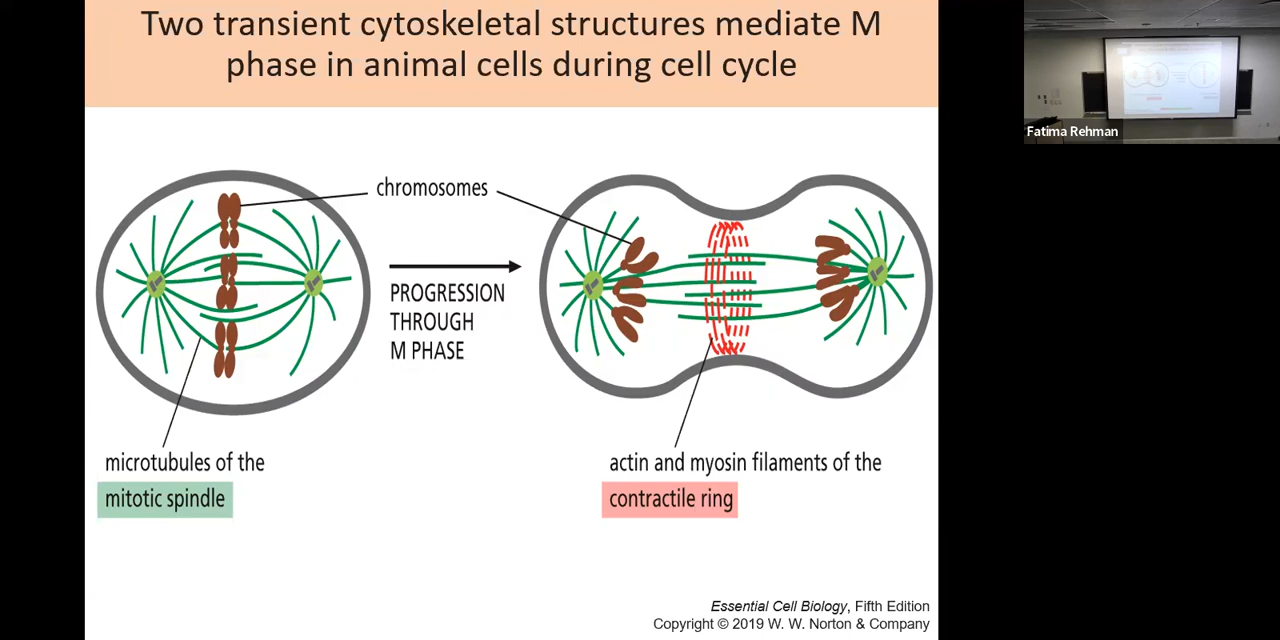 Two transient cytoskeletal structures mediate M
phase in animal cells during cell cycle
Fatima Rehman
chromosomes
PROGRESSION
THROUGH
M PHASE
microtubules of the
mitotic spindle
actin and myosin filaments of the
contractile ring
Essential Cell Biology, Fifth Edition
Copyright © 2019 W. W. Norton & Company